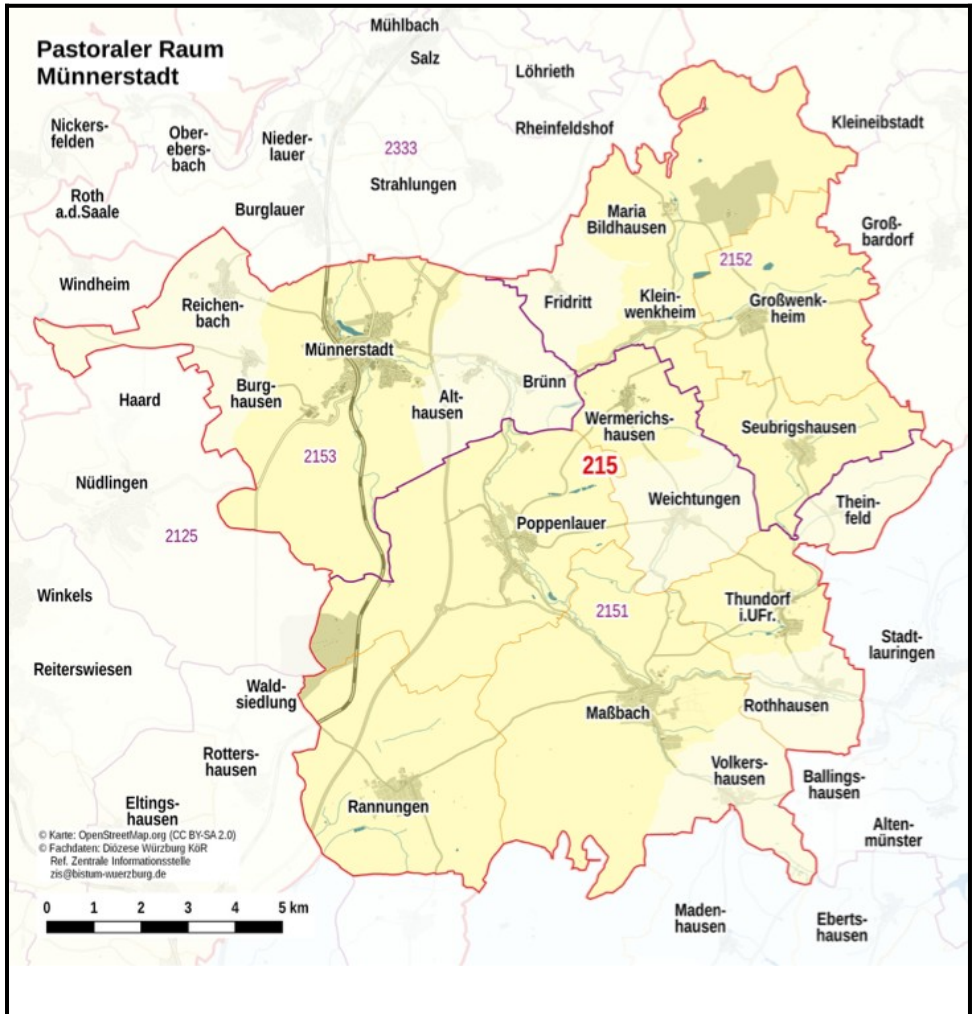 Pastoraler Raum
Münnerstadt
Mühlbach
Salz
Löhrieth
Nickers-
felden
Ober-
ebers-
bach
Nieder-
lauer
2333
Rheinfeldshof
Kleineibstadt
Strahlungen
Roth
a.d.Saale
Burglauer
Maria
Bildhausen
Groß-
bardorf
2152
Windheim
Reichen-
bach
Fridritt
Klein-
wenkheim
Großwenk-
heim
Münnerstadt
Brünn
Burg-
hausen
Alt-
hausen
Haard
Wermerichs-
hausen
Seubrigshausen
2153
215
Nüdlingen
Weichtungen
Thein-
feld
Poppenlauer
2125
Winkels
2151
Thundorf
i.UFr.
Stadt-
lauringen
Reiterswiesen
Wald-
siedlung
Maßbach
Rothhausen
Rotters-
hausen
Volkers-
hausen
Ballings-
hausen
Rannungen
Eltings-
hausen
Alten-
münster
© Karte: OpenStreetMap.org (CC BY-SA 2.0)
© Fachdaten: Diözese Würzburg KöR
Ref. Zentrale Informationsstelle
zis@bistum-wuerzburg.de
0 1 2 3 4 5 km
Maden-
hausen
Eberts-
hausen